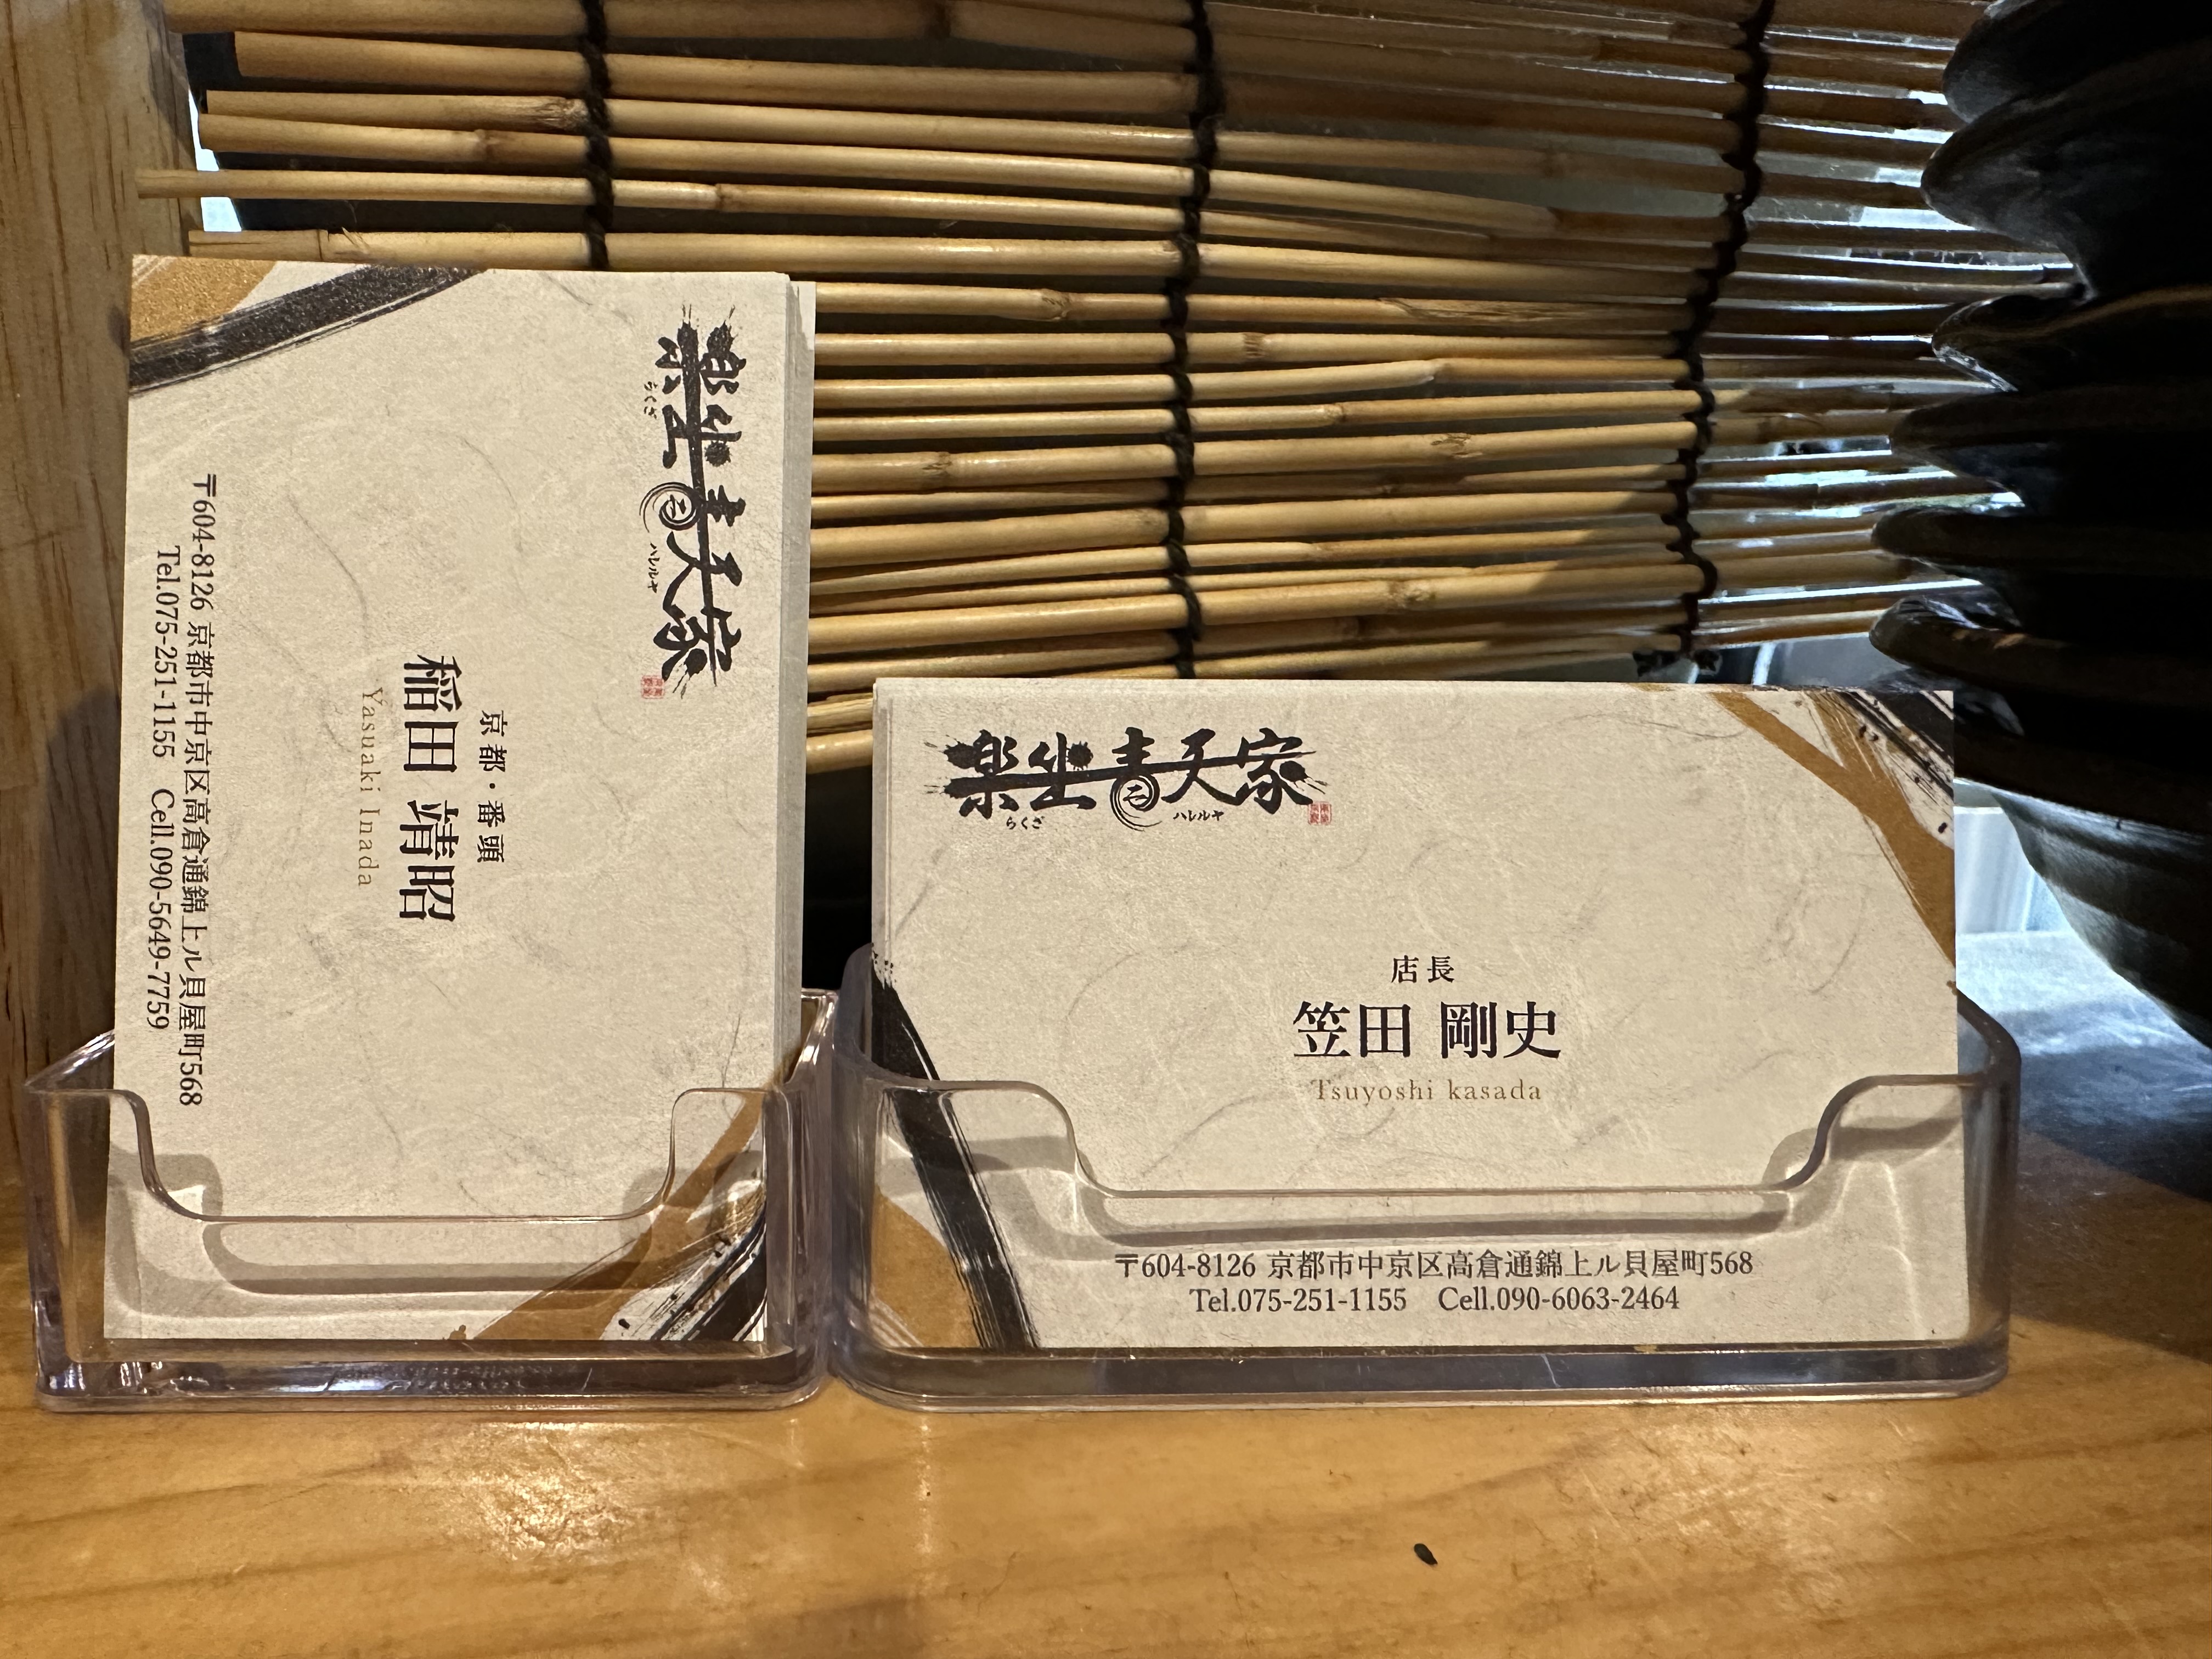 楽坐青天家
らくざ
ハレルヤ
京都・番頭
稲田 靖昭
Yasuaki Inada
〒604-8126 京都市中京区高倉通錦上ル貝屋町568
Tel.075-251-1155 Cell.090-5649-7759
楽坐青天家
らくざ
ハレルヤ
店長
笠田 剛史
Tsuyoshi kasada
〒604-8126 京都市中京区高倉通錦上ル貝屋町568
Tel.075-251-1155 Cell.090-6063-2464